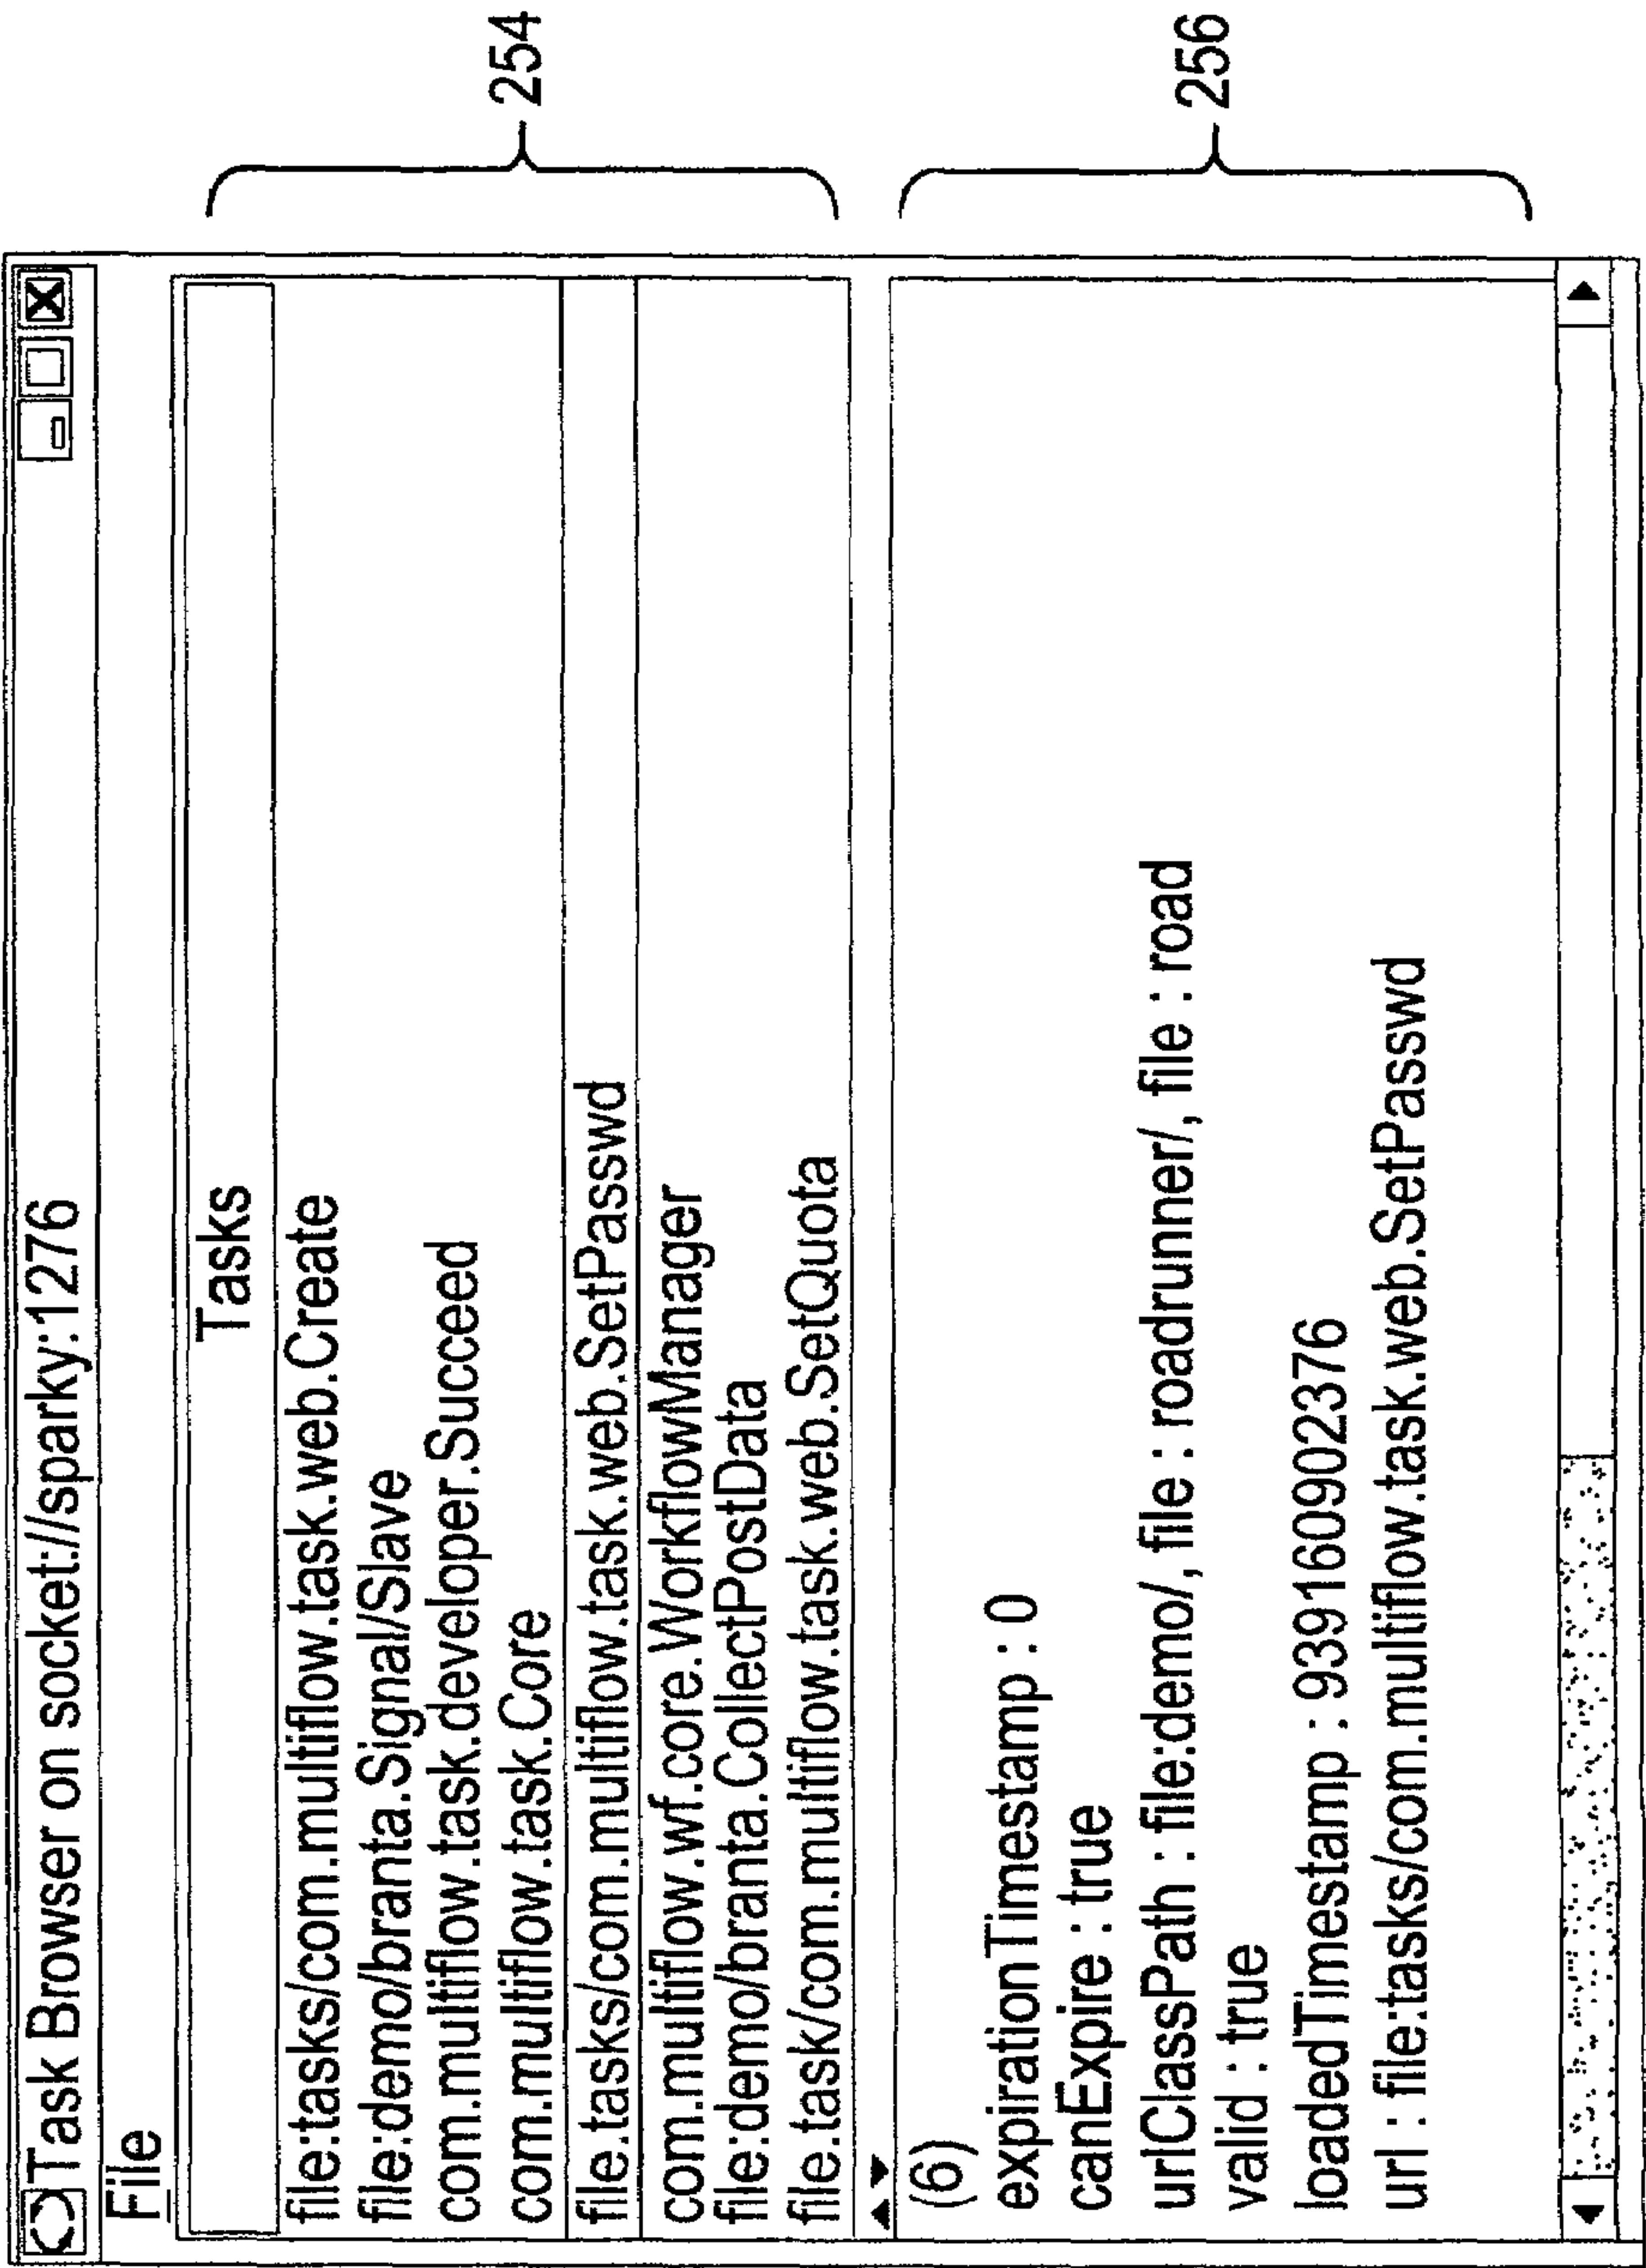 Task Browser on socket://sparky:1276
File
Tasks
file:tasks/com.multiflow.task.web.Create
file:demo/branta.Signal/Slave
com.multiflow.task.developer.Succeed
com.multiflow.task.Core
file.tasks/com.multiflow.task.web.SetPasswd
com.multiflow.wf.core.WorkflowManager
file:demo/branta.CollectPostData
file.task/com.multiflow.task.web.SetQuota
254
(6)
expirationTimestamp : 0
canExpire : true
urlClassPath : file:demo/, file : roadrunner/, file : road
valid : true
loadedTimestamp : 939160902376
url : file:tasks/com.multiflow.task.web.SetPasswd
256